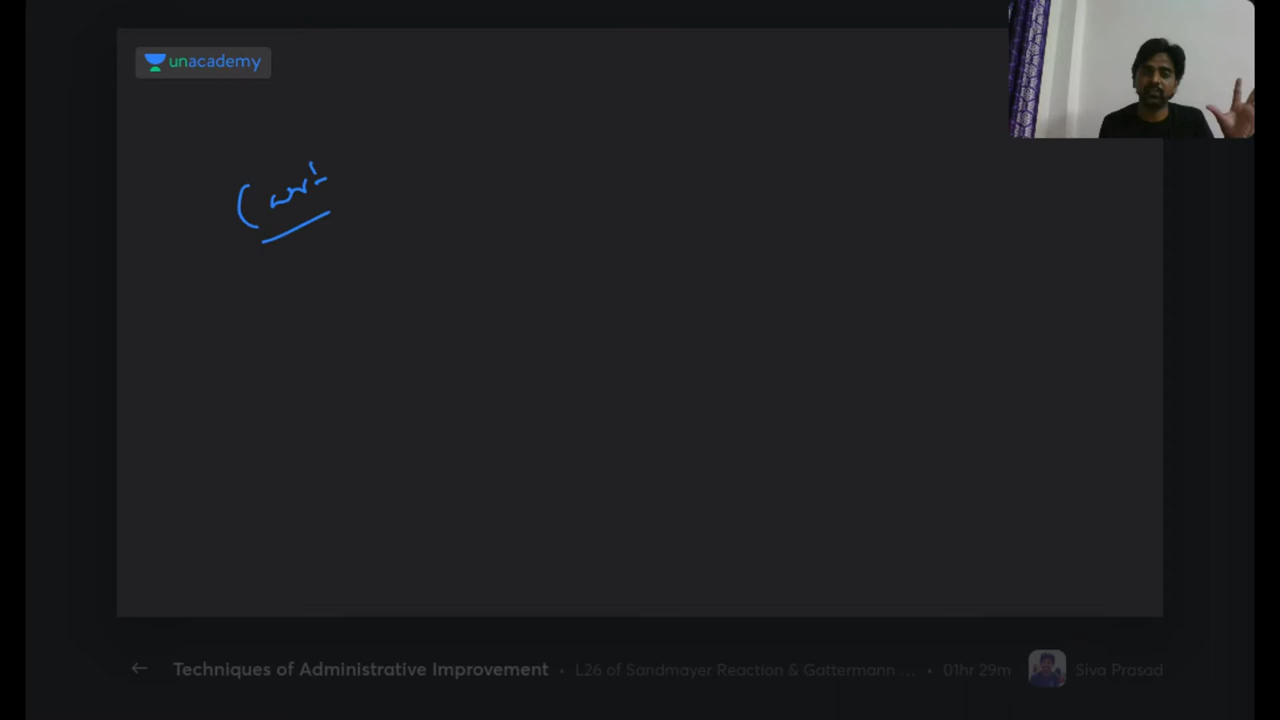 unacademy
Techniques of Administrative Improvement • L26 of Sandmayer Reaction & Gattermann ... • 01hr 29m Siva Prasad